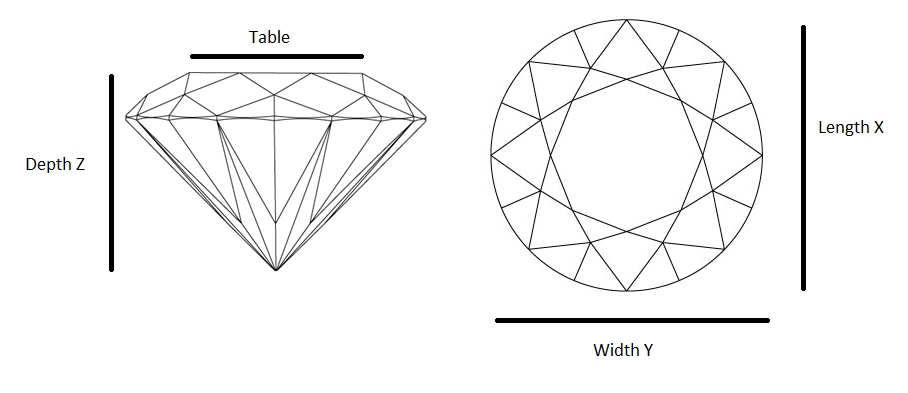 Table
Depth Z
Length X
Width Y